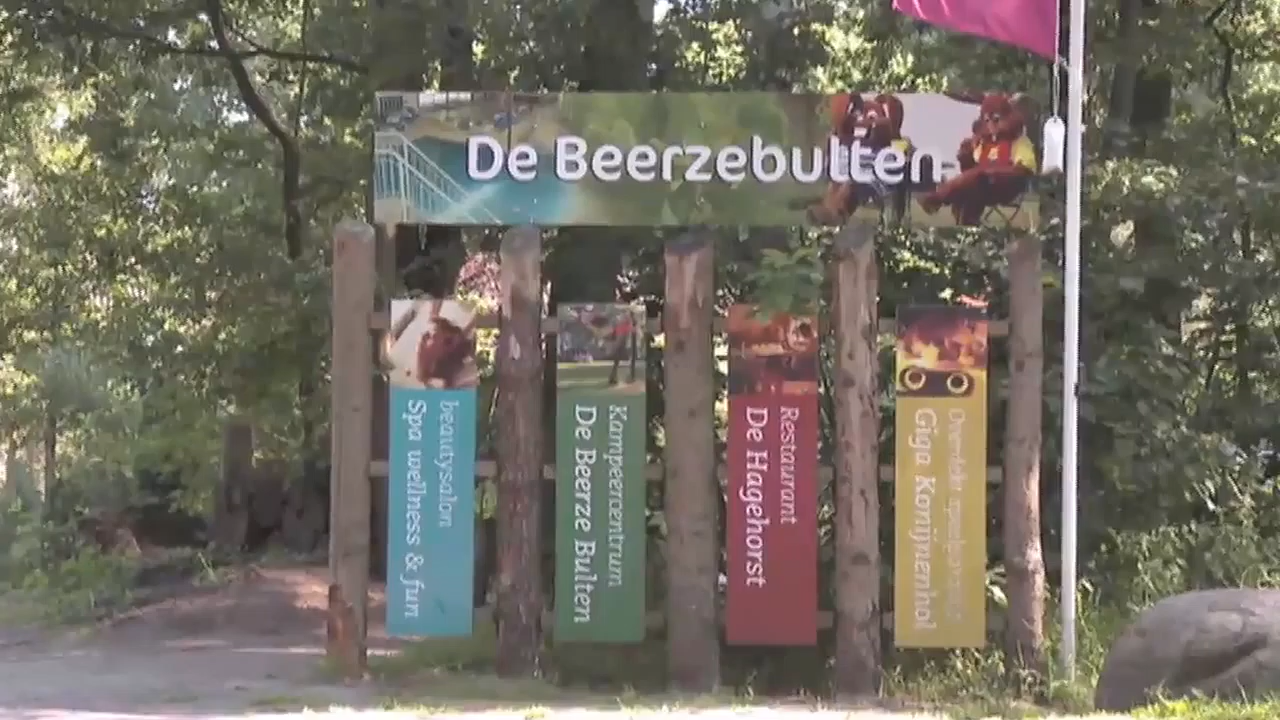 De Beerzebulten
beautysalon
Spa wellness & fun
Kampeercentrum
De Beerze Bulten
Restaurant
De Hagehorst
Giga Konijnenhol